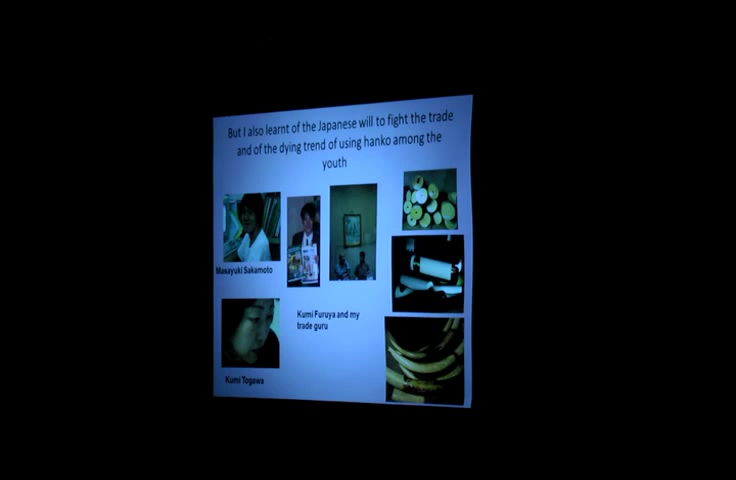 But I also learnt of the Japanese will to fight the trade
and of the dying trend of using hanko among the
youth
Masayuki Sakamoto
Kumi Furuya and my
trade guru
Kumi Togawa